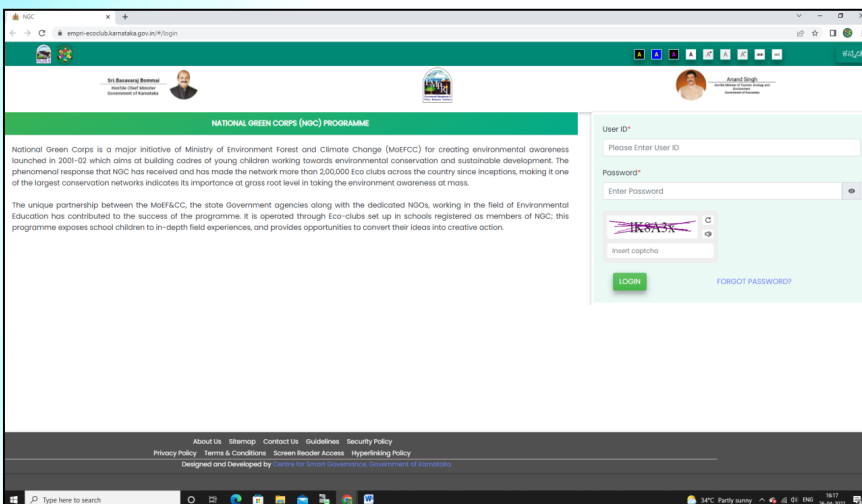 NGC
empri-ecoclub.karnataka.gov.in/#/login
A A A A A+ A A-
ಕನ್ನಡ
Sri.Basavaraj Bommai
Hon'ble Chief Minister
Government of Karnataka
Anand Singh
Government of Karnataka
NATIONAL GREEN CORPS (NGC) PROGRAMME
National Green Corps is a major initiative of Ministry of Environment Forest and Climate Change (MoEFCC) for creating environmental awareness
launched in 2001-02 which aims at building cadres of young children working towards environmental conservation and sustainable development. The
phenomenal response that NGC has received and has made the network more than 2,00,000 Eco clubs across the country since inceptions, making it one
of the largest conservation networks indicates its importance at grass root level in taking the environment awareness at mass.
The unique partnership between the MoEF&CC, the state Government agencies along with the dedicated NGOs, working in the field of Environmental
Education has contributed to the success of the programme. It is operated through Eco-clubs set up in schools registered as members of NGC; this
programme exposes school children to in-depth field experiences, and provides opportunities to convert their ideas into creative action.
User ID*
Please Enter User ID
Password*
Enter Password
lK8A3x
Insert captcha
LOGIN
FORGOT PASSWORD?
About Us Sitemap Contact Us Guidelines Security Policy
Privacy Policy Terms & Conditions Screen Reader Access Hyperlinking Policy
Designed and Developed by Centre for Smart Governance, Government of Karnataka
Type here to search
34°C Partly sunny
ENG
16:17